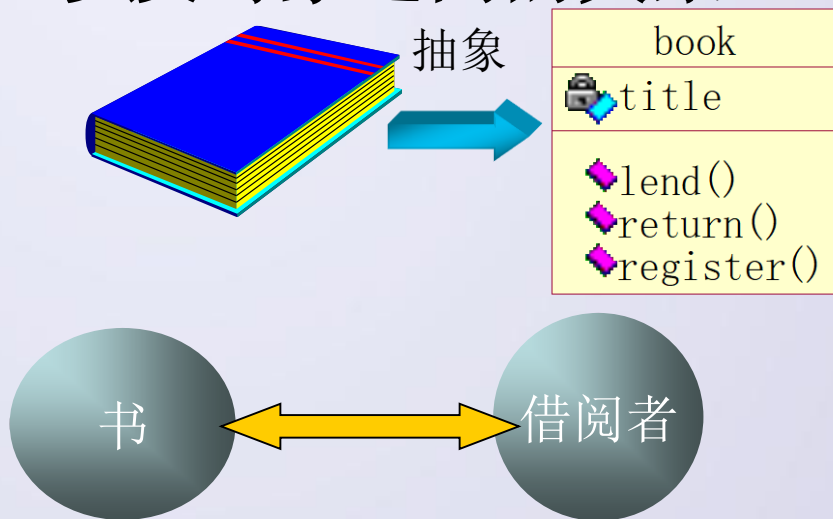 抽象
book
title
lend()
return()
register()
书
借阅者